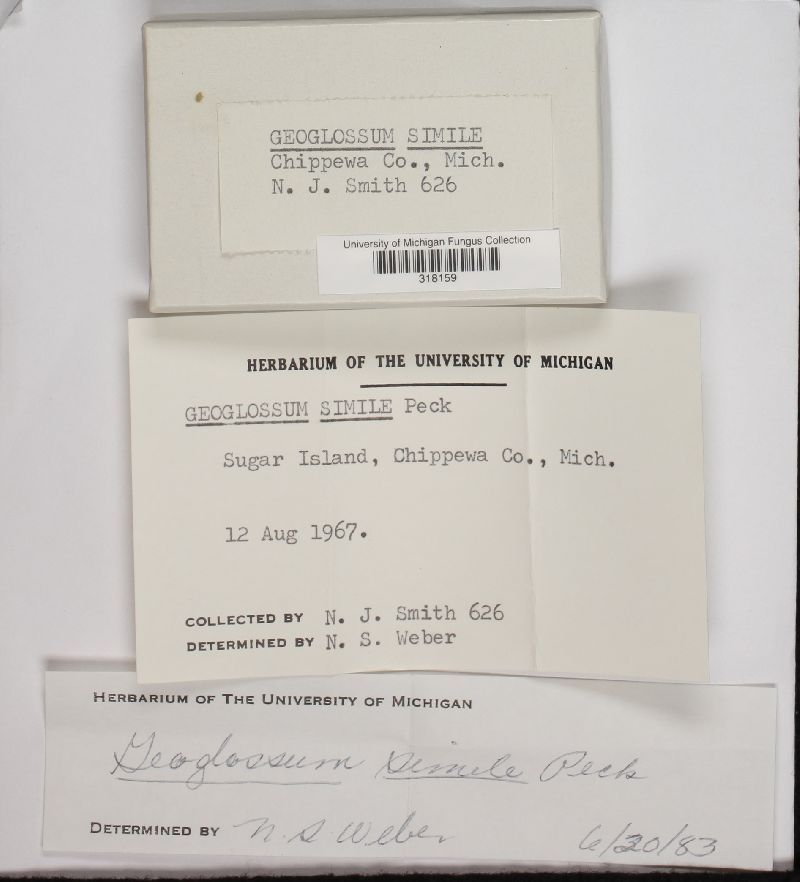 GEOGLOSSUM SIMILE
Chippewa Co., Mich.
N. J. Smith 626
University of Michigan Fungus Collection
318159
HERBARIUM OF THE UNIVERSITY OF MICHIGAN
GEOGLOSSUM SIMILE Peck
Sugar Island, Chippewa Co., Mich.
12 Aug 1967.
COLLECTED BY N. J. Smith 626
DETERMINED BY N. S. Weber
HERBARIUM OF THE UNIVERSITY OF MICHIGAN
Geoglossum simile Peck
DETERMINED BY N. S. Weber 6/20/83